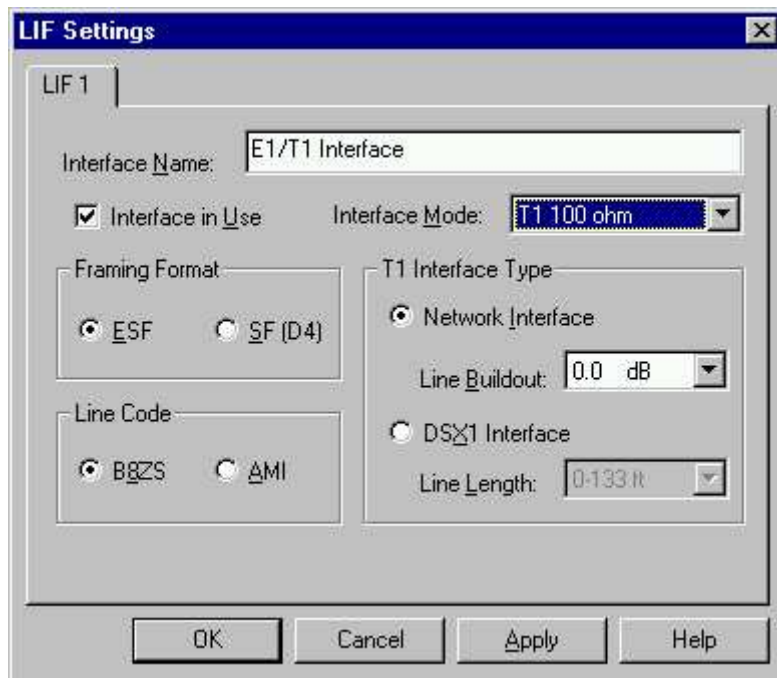 LIF Settings
LIF 1
Interface Name: E1/T1 Interface
Interface in Use
Interface Mode: T1 100 ohm
Framing Format
ESF SF (D4)
Line Code
B8ZS AMI
T1 Interface Type
Network Interface
Line Buildout: 0.0 dB
DSX1 Interface
Line Length: 0-133 ft
OK Cancel Apply Help